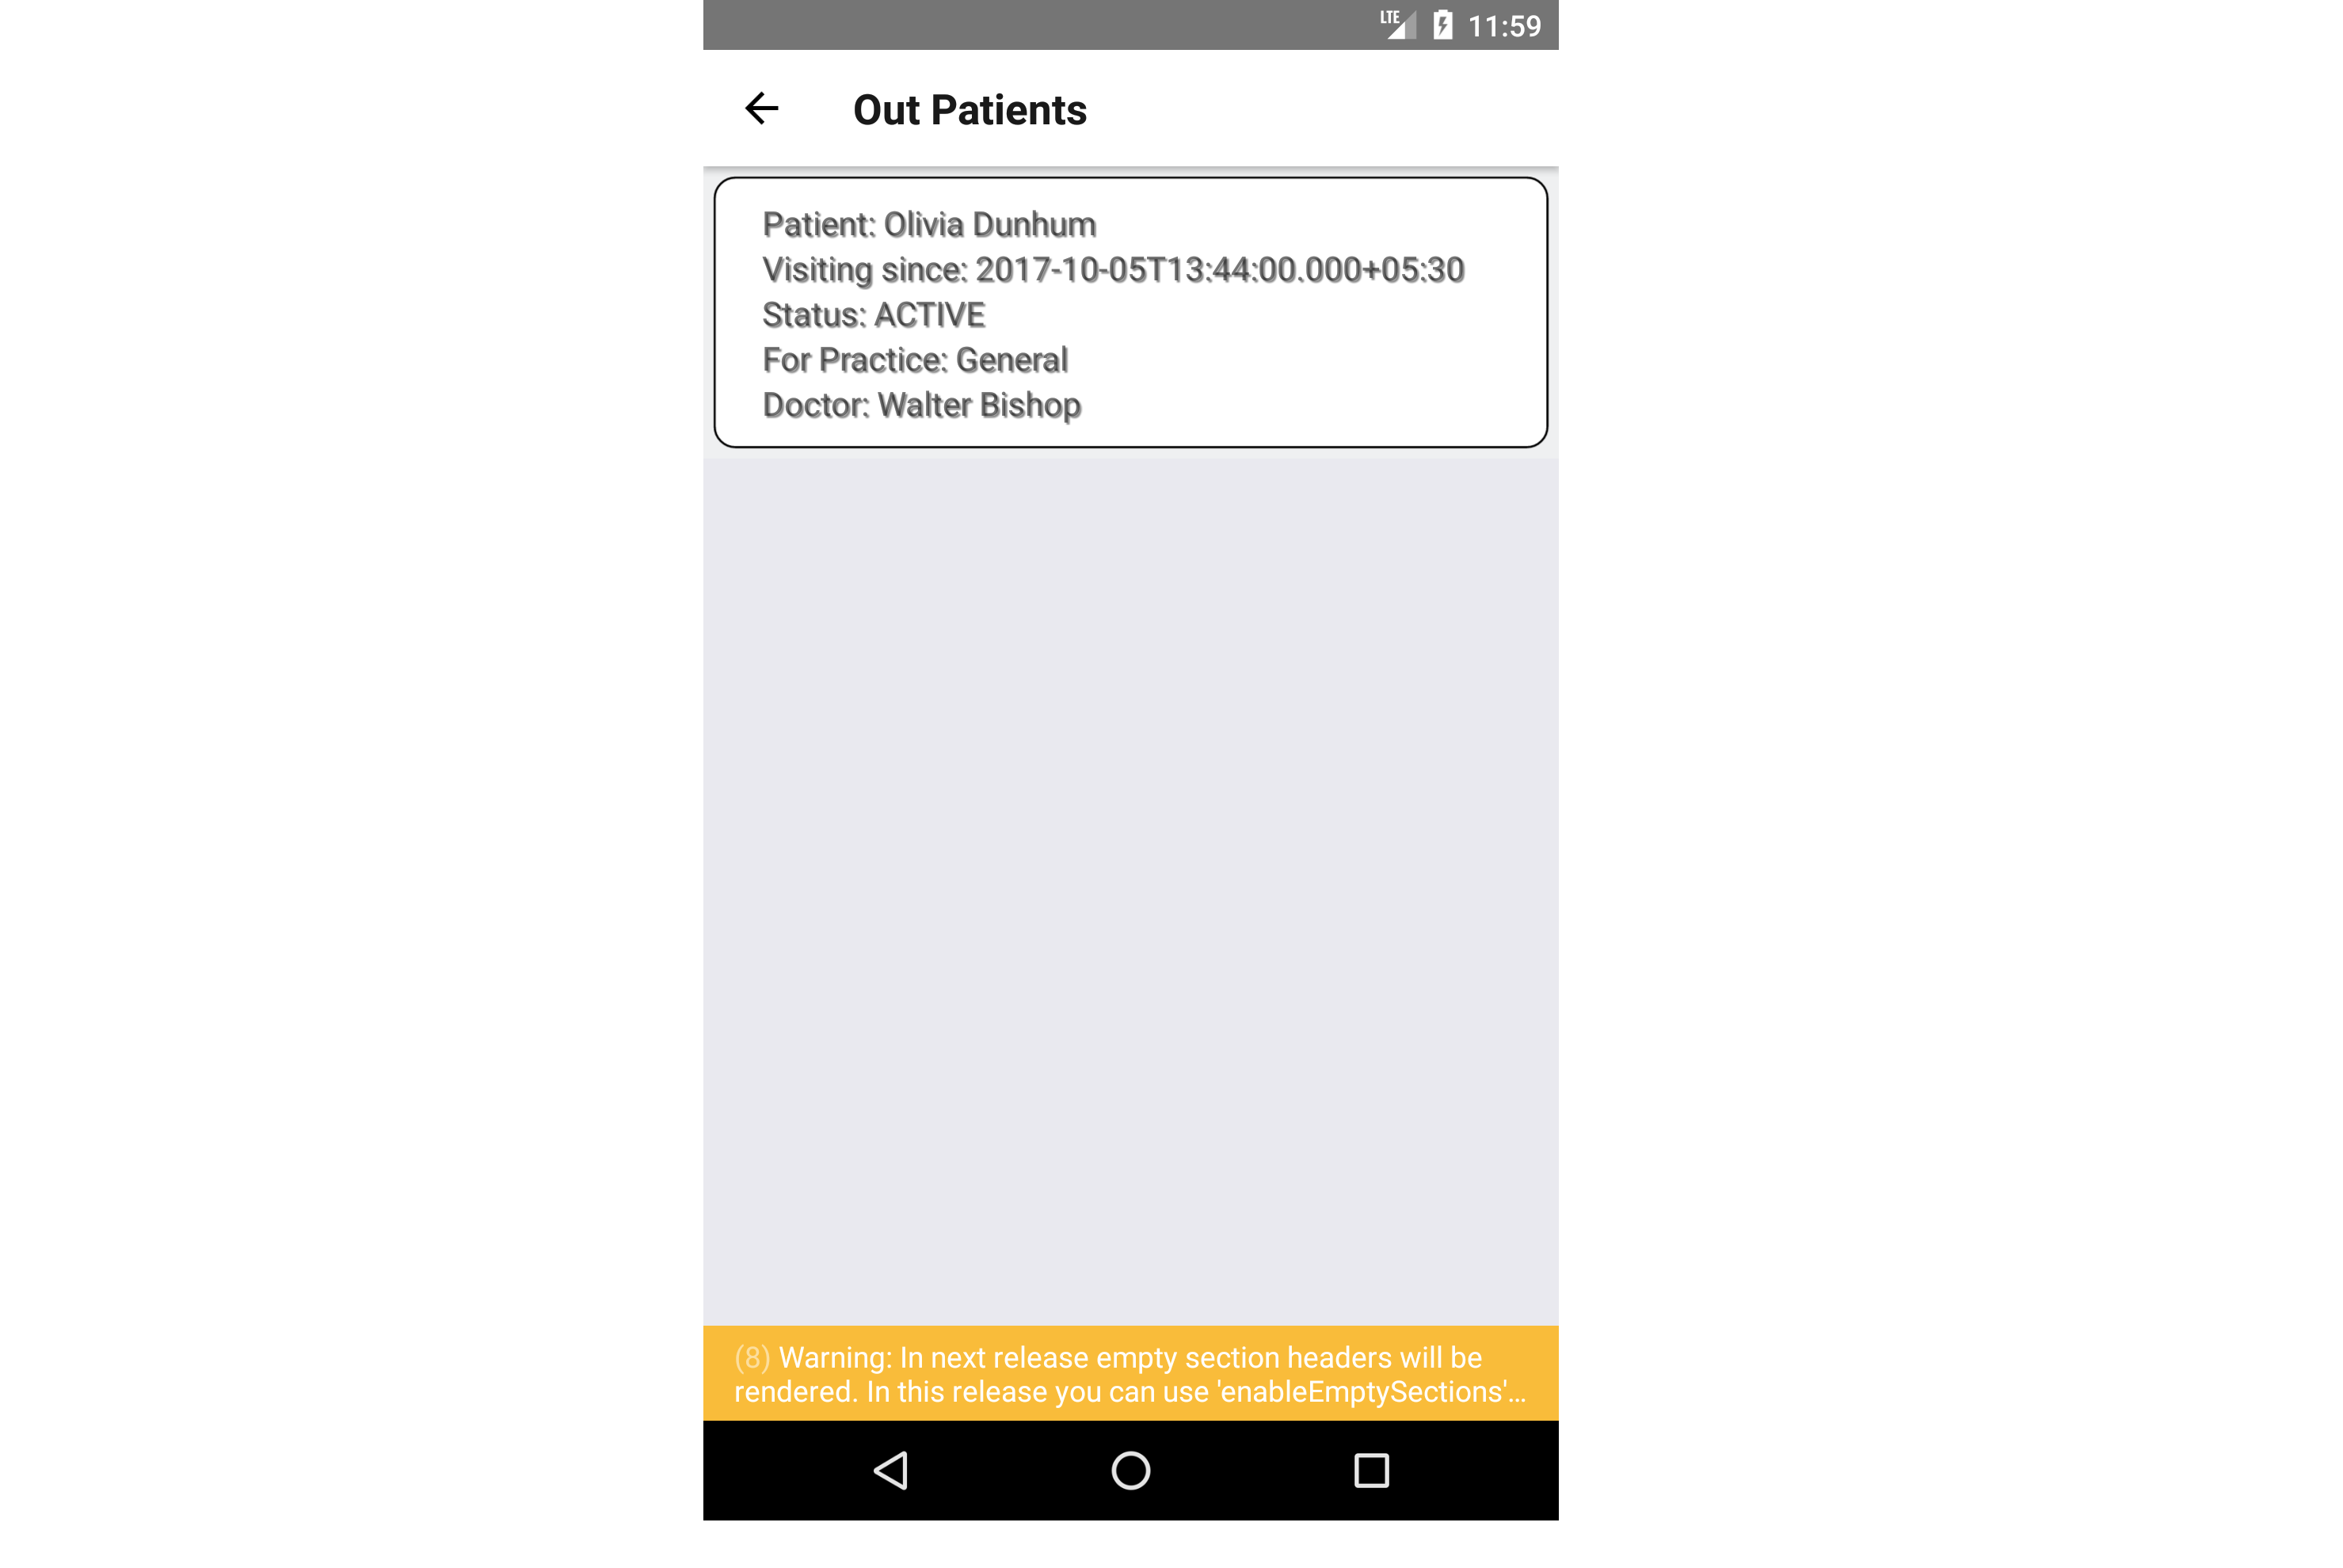 LTE 11:59
Out Patients
Patient: Olivia Dunhum
Visiting since: 2017-10-05T13:44:00.000+05:30
Status: ACTIVE
For Practice: General
Doctor: Walter Bishop
(8) Warning: In next release empty section headers will be
rendered. In this release you can use 'enableEmptySections'...